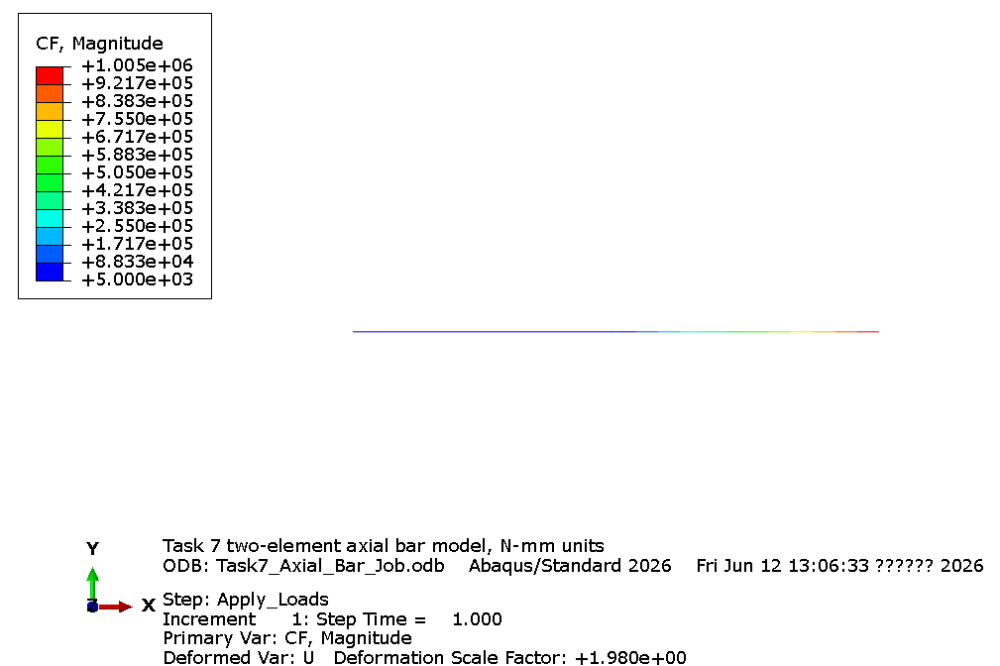 CF, Magnitude
+1.005e+06
+9.217e+05
+8.383e+05
+7.550e+05
+6.717e+05
+5.883e+05
+5.050e+05
+4.217e+05
+3.383e+05
+2.550e+05
+1.717e+05
+8.833e+04
+5.000e+03
Y
Z
X
Task 7 two-element axial bar model, N-mm units
ODB: Task7_Axial_Bar_Job.odb Abaqus/Standard 2026 Fri Jun 12 13:06:33 ?????? 2026
Step: Apply_Loads
Increment 1: Step Time = 1.000
Primary Var: CF, Magnitude
Deformed Var: U Deformation Scale Factor: +1.980e+00